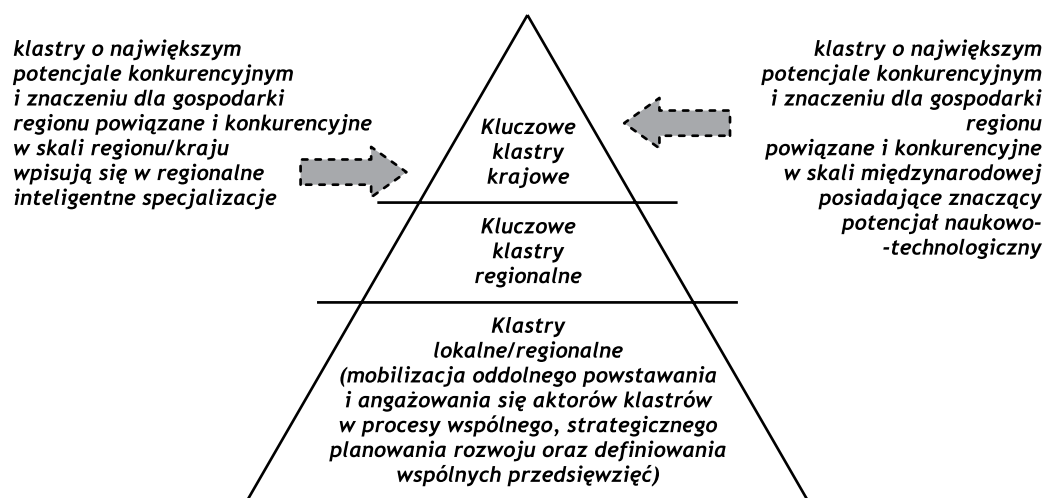 klastry o największym
potencjale konkurencyjnym
i znaczeniu dla gospodarki
regionu powiązane i konkurencyjne
w skali regionu/kraju
wpisują się w regionalne
inteligentne specjalizacje
Kluczowe
klastry
krajowe
klastry o największym
potencjale konkurencyjnym
i znaczeniu dla gospodarki
regionu
powiązane i konkurencyjne
w skali międzynarodowej
posiadające znaczący
potencjał naukowo-
-technologiczny
Kluczowe
klastry
regionalne
Klastry
lokalne/regionalne
(mobilizacja oddolnego powstawania
i angażowania się aktorów klastrów
w procesy wspólnego, strategicznego
planowania rozwoju oraz definiowania
wspólnych przedsięwzięć)